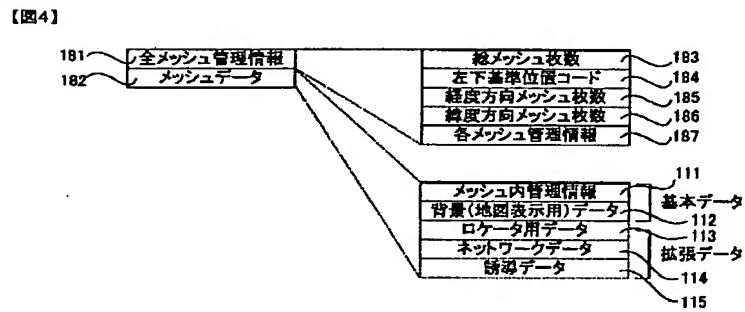 【図4】
181 全メッシュ管理情報
182 メッシュデータ
総メッシュ枚数 183
左下基準位置コード 184
経度方向メッシュ枚数 185
緯度方向メッシュ枚数 186
各メッシュ管理情報 187
メッシュ内管理情報 111
背景(地図表示用)データ 112
基本データ
ロケータ用データ 113
ネットワークデータ 114
誘導データ 115
拡張データ